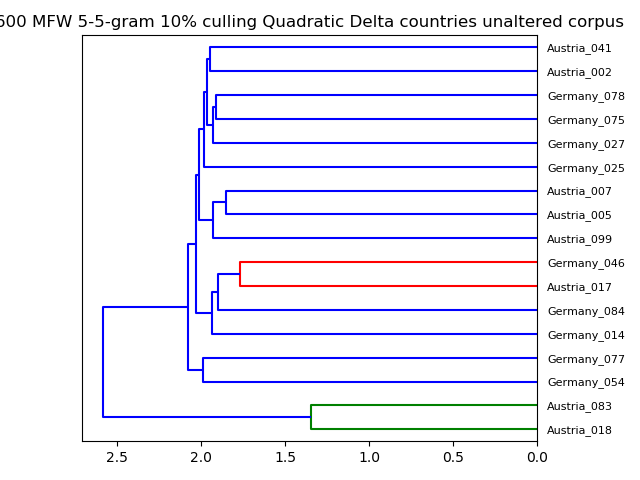 600 MFW 5-5-gram 10% culling Quadratic Delta countries unaltered corpus
Austria_041
Austria_002
Germany_078
Germany_075
Germany_027
Germany_025
Austria_007
Austria_005
Austria_099
Germany_046
Austria_017
Germany_084
Germany_014
Germany_077
Germany_054
Austria_083
Austria_018
2.5 2.0 1.5 1.0 0.5 0.0